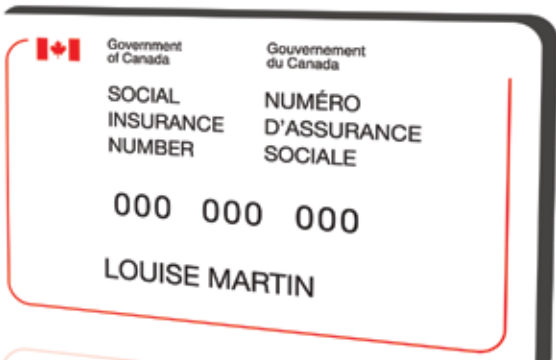 Government
of Canada
Gouvernement
du Canada
SOCIAL
INSURANCE
NUMBER
NUMÉRO
D'ASSURANCE
SOCIALE
000 000 000
LOUISE MARTIN